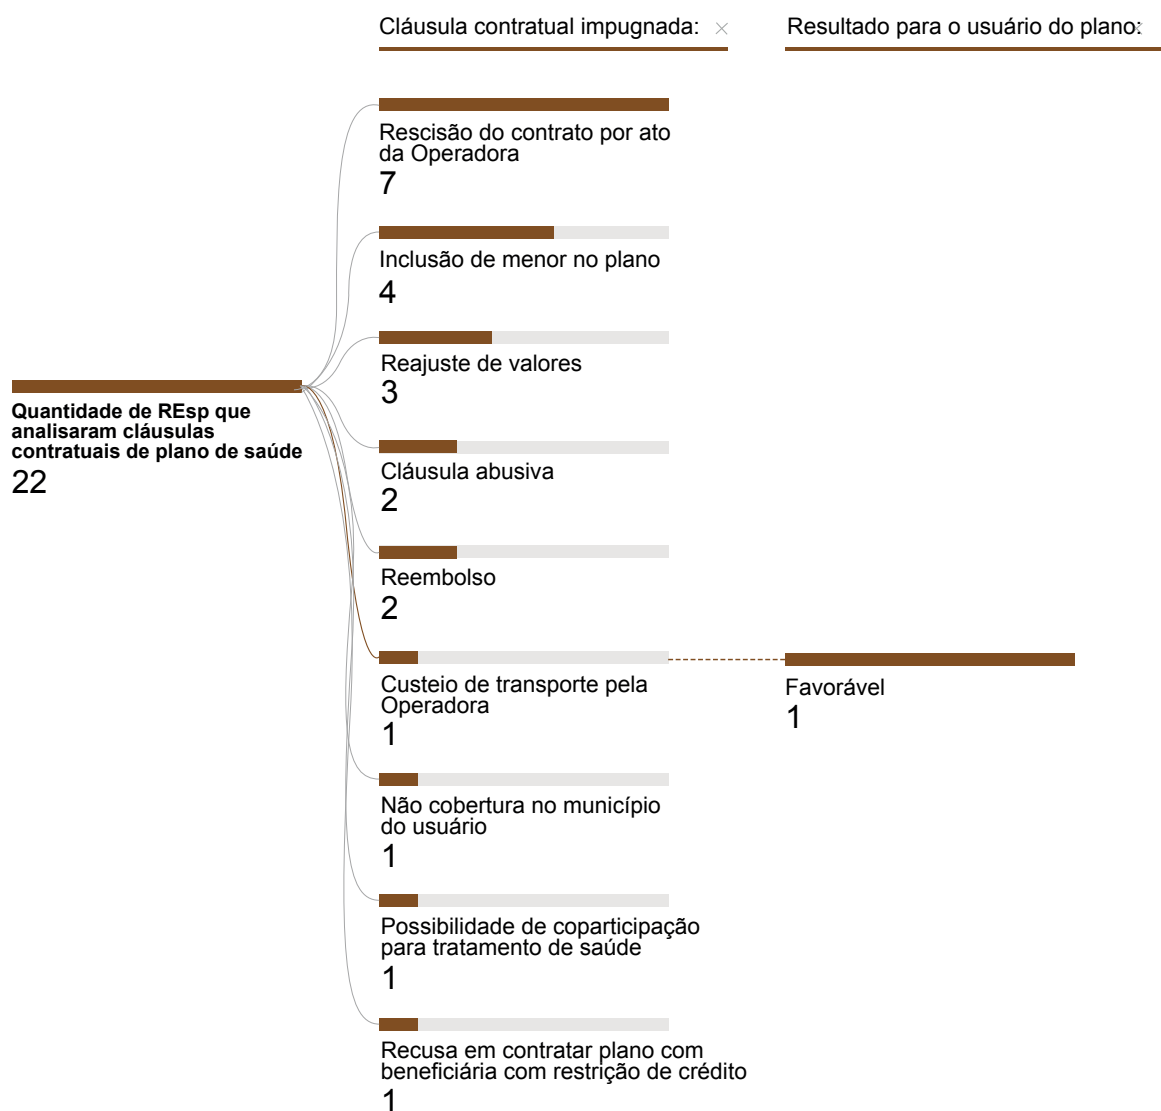 Cláusula contratual impugnada:
Resultado para o usuário do plano:
Rescisão do contrato por ato
da Operadora
7
Inclusão de menor no plano
4
Reajuste de valores
3
Quantidade de REsp que
analisaram cláusulas
contratuais de plano de saúde
22
Cláusula abusiva
2
Reembolso
2
Custeio de transporte pela
Operadora
1
Favorável
1
Não cobertura no município
do usuário
1
Possibilidade de coparticipação
para tratamento de saúde
1
Recusa em contratar plano com
beneficiária com restrição de crédito
1